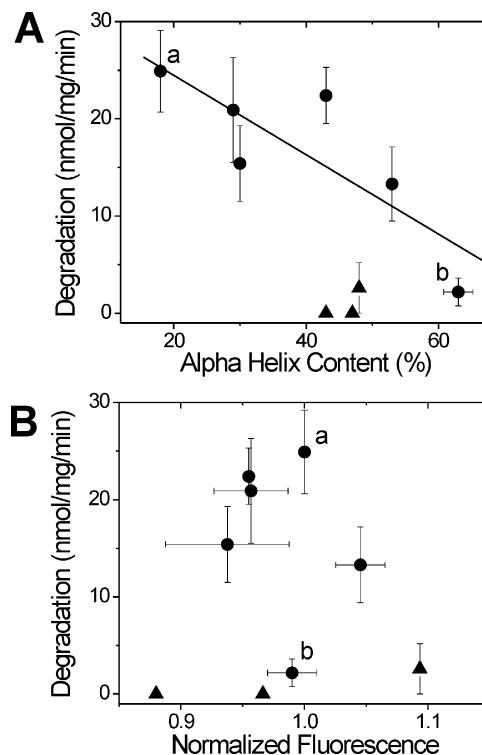 A
Degradation (nmol/mg/min)
30
20
10
0
a
b
20
40
60
Alpha Helix Content (%)
B
Degradation (nmol/mg/min)
30
20
10
0
a
b
0.9
1.0
1.1
Normalized Fluorescence